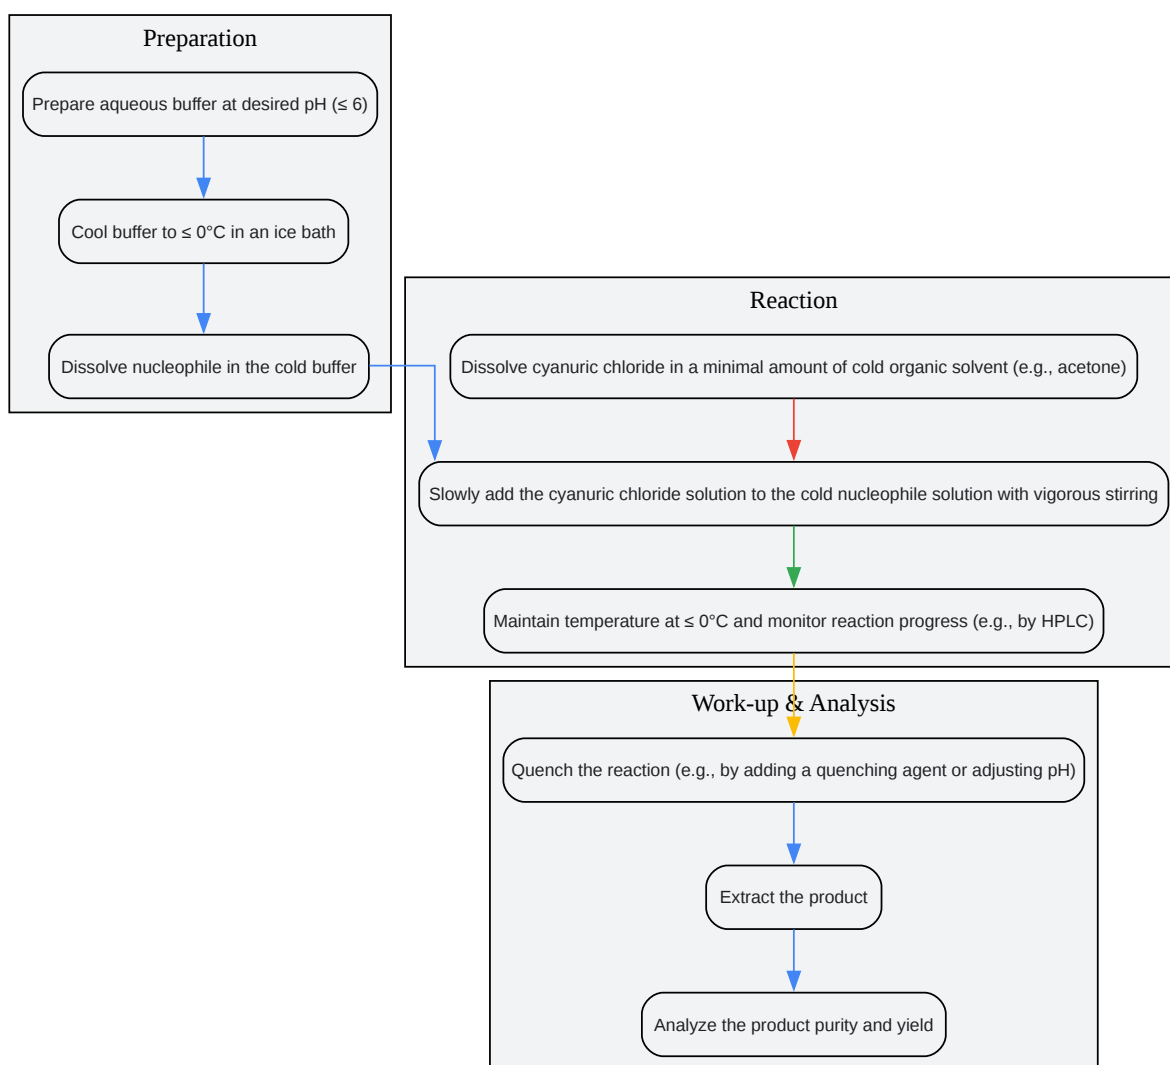 Preparation
Prepare aqueous buffer at desired pH (≤ 6)
Cool buffer to ≤ 0°C in an ice bath
Dissolve nucleophile in the cold buffer
Reaction
Dissolve cyanuric chloride in a minimal amount of cold organic solvent (e.g., acetone)
Slowly add the cyanuric chloride solution to the cold nucleophile solution with vigorous stirring
Maintain temperature at ≤ 0°C and monitor reaction progress (e.g., by HPLC)
Work-up & Analysis
Quench the reaction (e.g., by adding a quenching agent or adjusting pH)
Extract the product
Analyze the product purity and yield